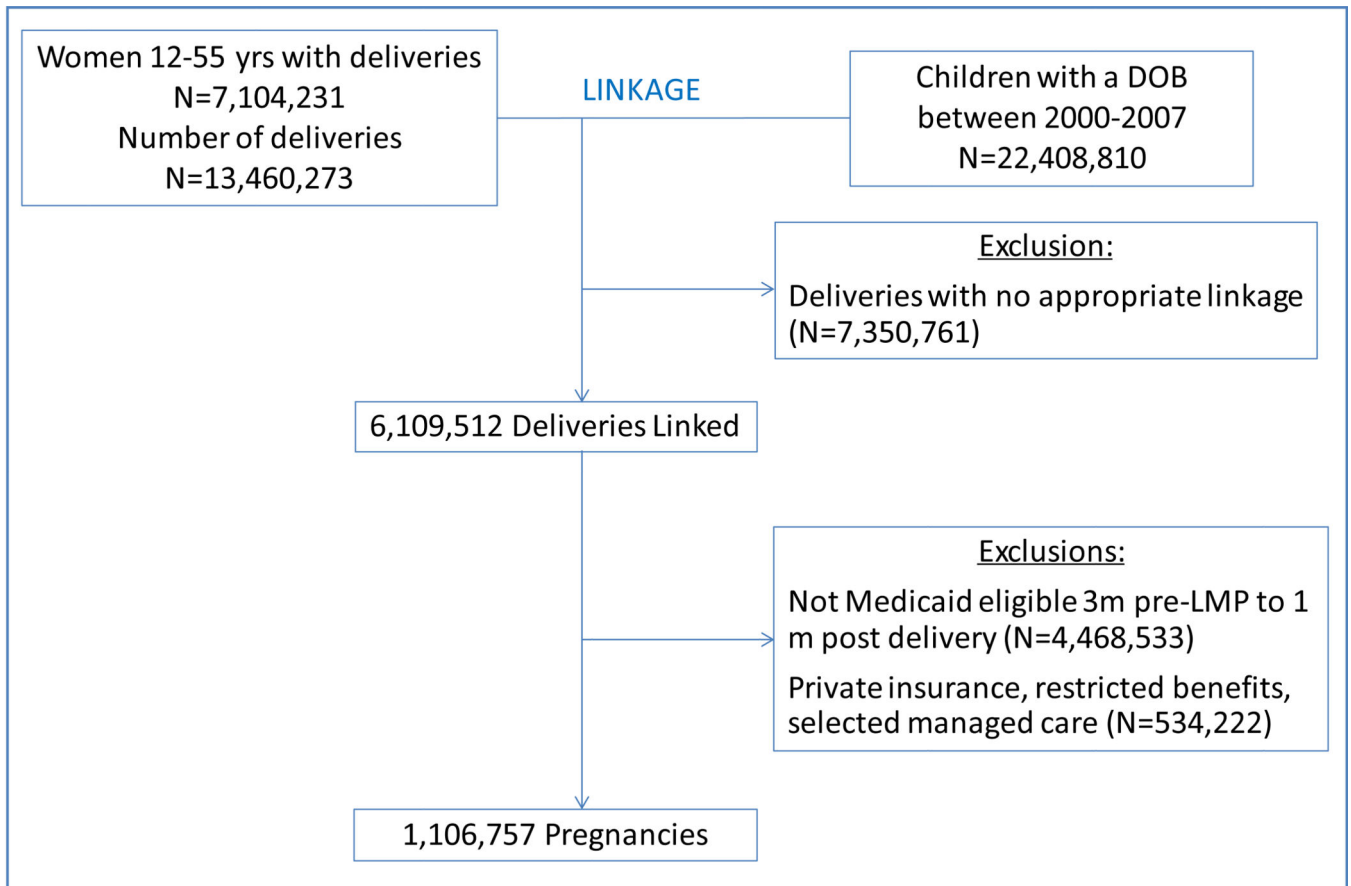 Women 12-55 yrs with deliveries
N=7,104,231
Number of deliveries
N=13,460,273
LINKAGE
Children with a DOB
between 2000-2007
N=22,408,810
Exclusion:
Deliveries with no appropriate linkage
(N=7,350,761)
6,109,512 Deliveries Linked
Exclusions:
Not Medicaid eligible 3m pre-LMP to 1
m post delivery (N=4,468,533)
Private insurance, restricted benefits,
selected managed care (N=534,222)
1,106,757 Pregnancies